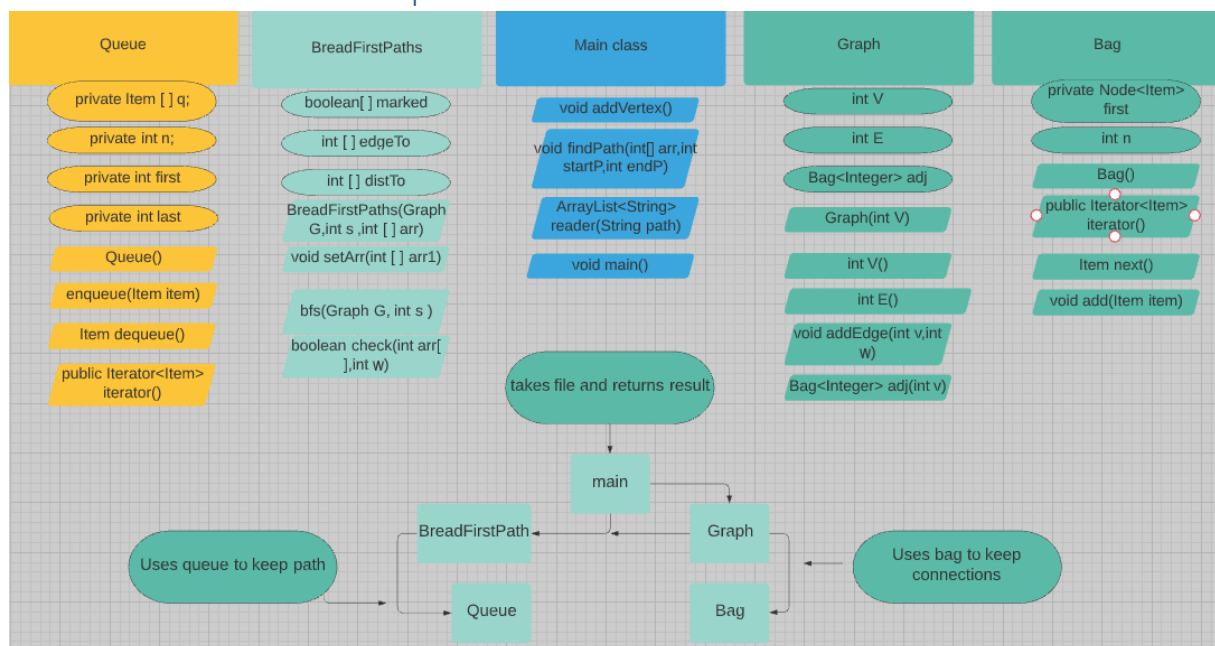 Queue
private Item [ ] q;
private int n;
private int first
private int last
Queue()
enqueue(Item item)
Item dequeue()
public Iterator<Item>
iterator()
BreadFirstPaths
boolean[ ] marked
int [ ] edgeTo
int [ ] distTo
BreadFirstPaths(Graph
G,int s ,int [ ] arr)
void setArr(int [ ] arr1)
bfs(Graph G, int s )
boolean check(int arr[
],int w)
Main class
void addVertex()
void findPath(int[] arr,int
startP,int endP)
ArrayList<String>
reader(String path)
void main()
Graph
int V
int E
Bag<Integer> adj
Graph(int V)
int V()
int E()
void addEdge(int v,int
w)
Bag<Integer> adj(int v)
Bag
private Node<Item>
first
int n
Bag()
public Iterator<Item>
iterator()
Item next()
void add(Item item)
takes file and returns result
main
BreadFirstPath
Graph
Uses queue to keep path
Uses bag to keep
connections
Queue
Bag